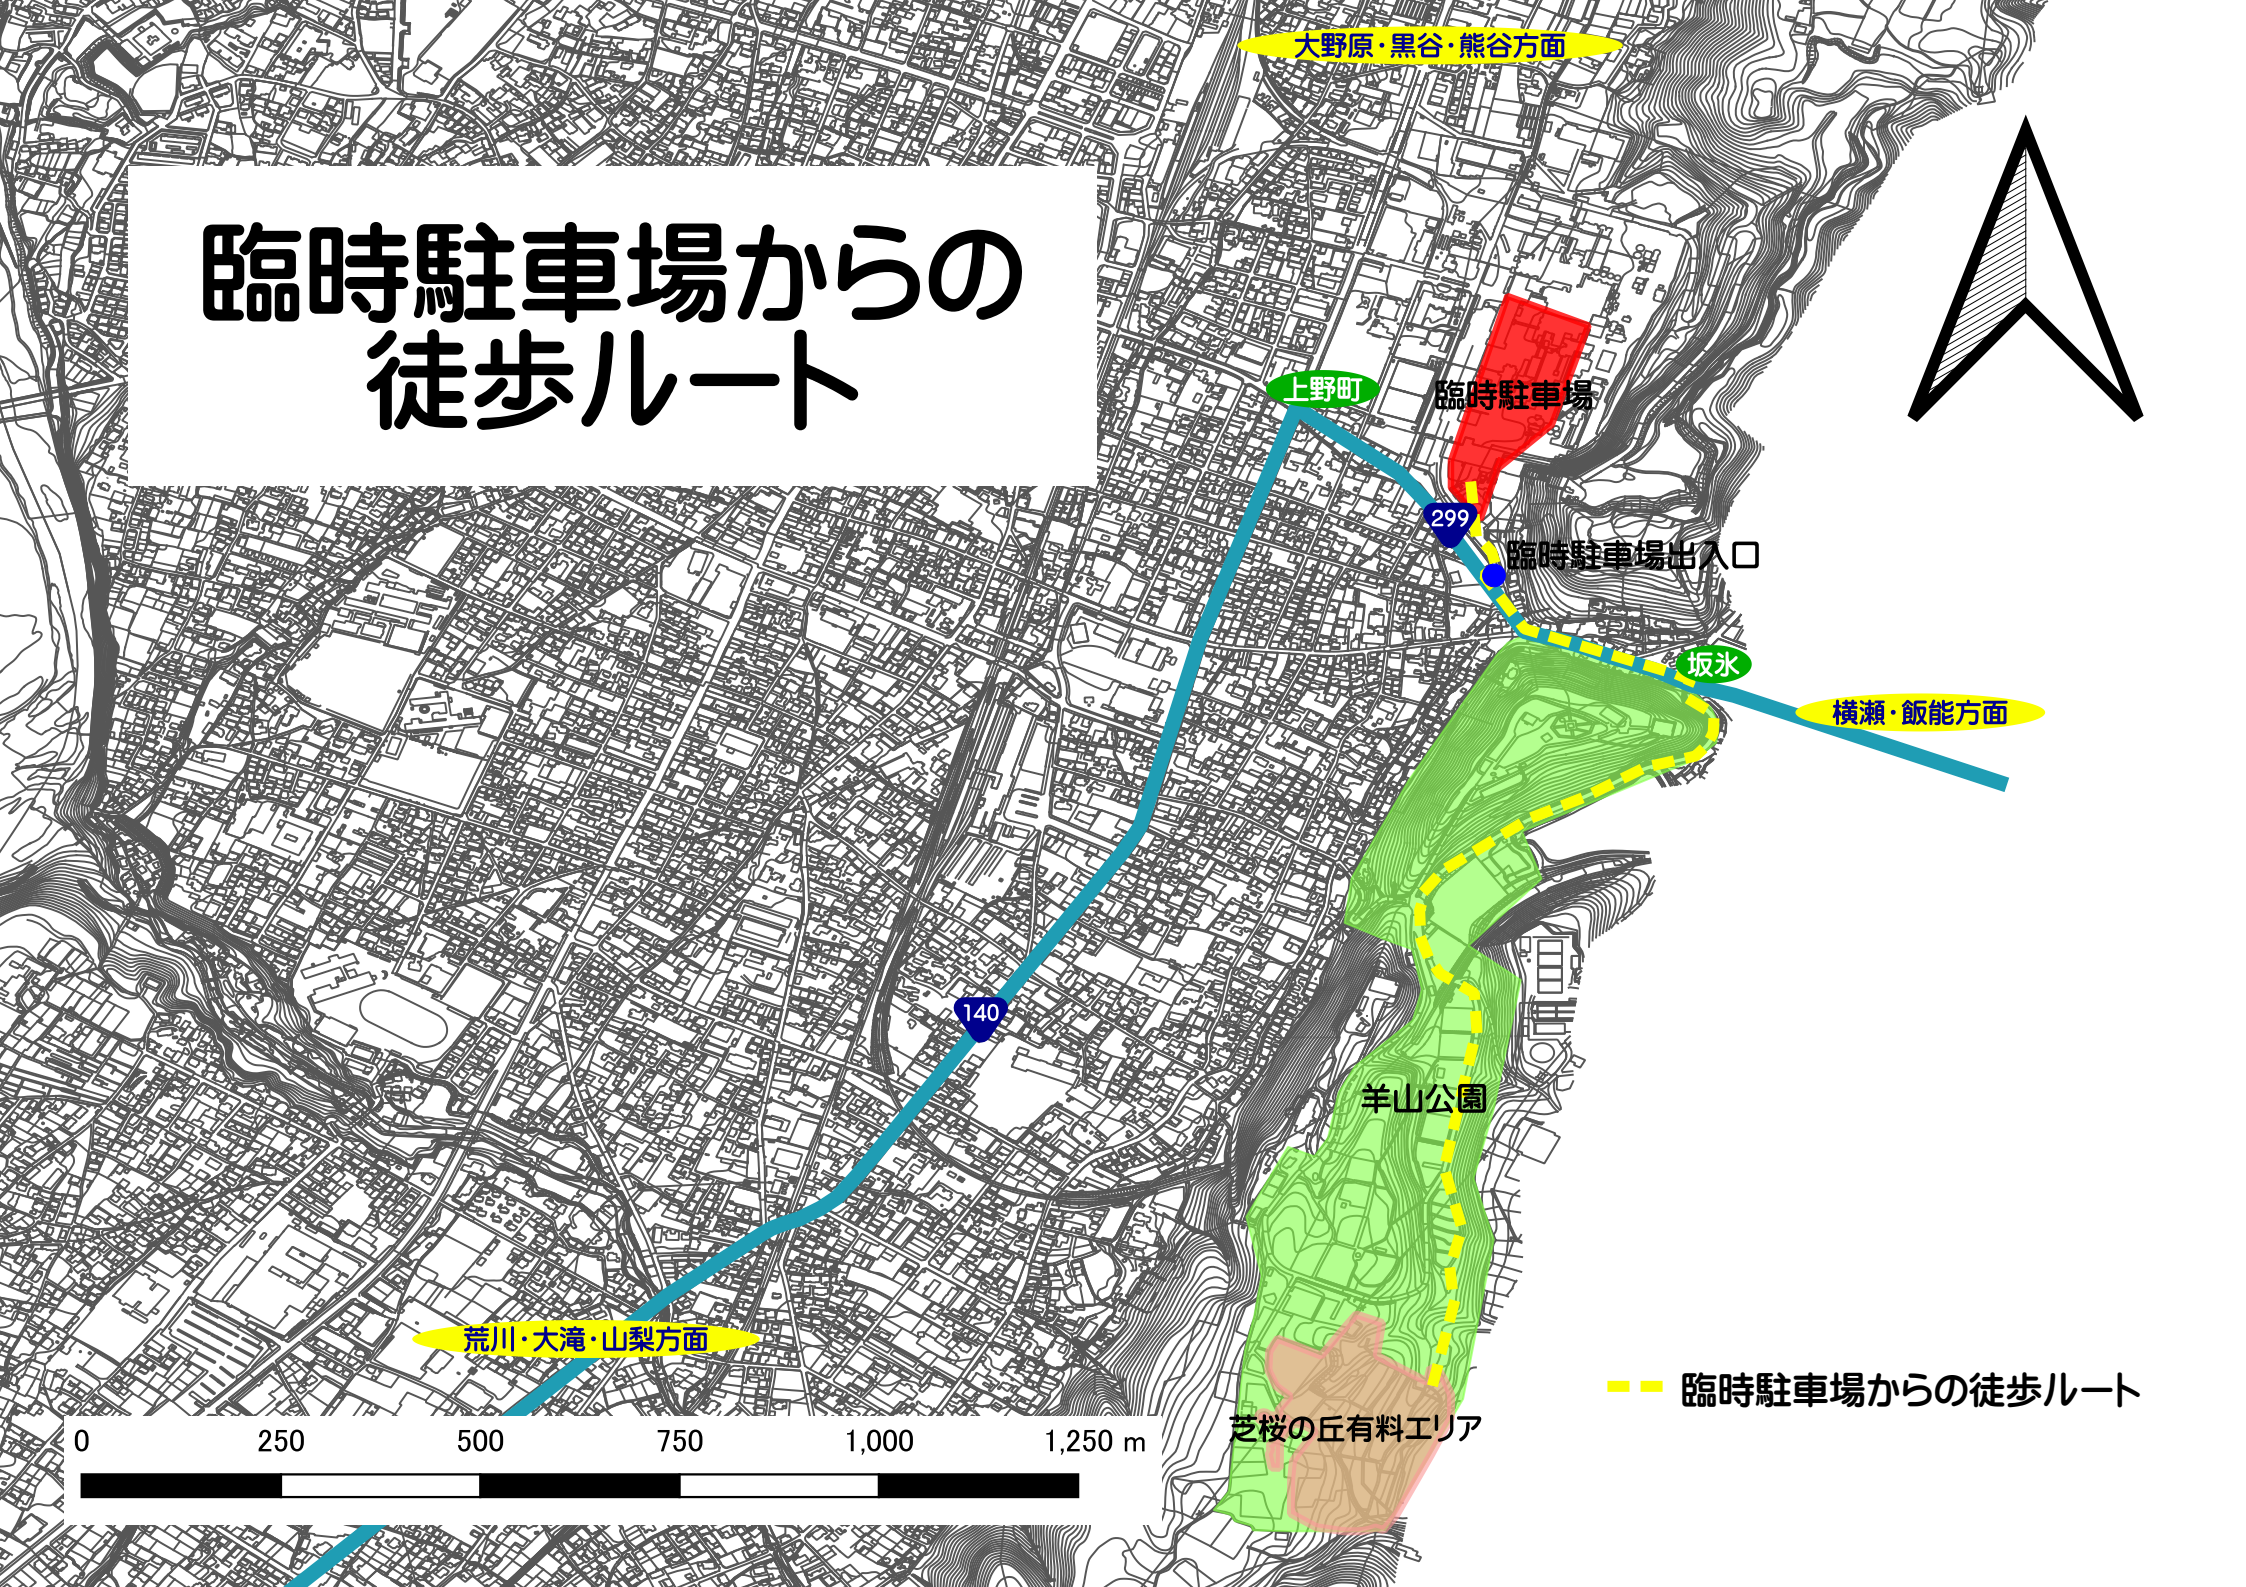 大野原・黒谷・熊谷方面
臨時駐車場からの
徒歩ルート
上野町
臨時駐車場
299
臨時駐車場出入口
坂氷
横瀬・飯能方面
140
羊山公園
荒川・大滝・山梨方面
臨時駐車場からの徒歩ルート
芝桜の丘有料エリア
0 250 500 750 1,000 1,250 m